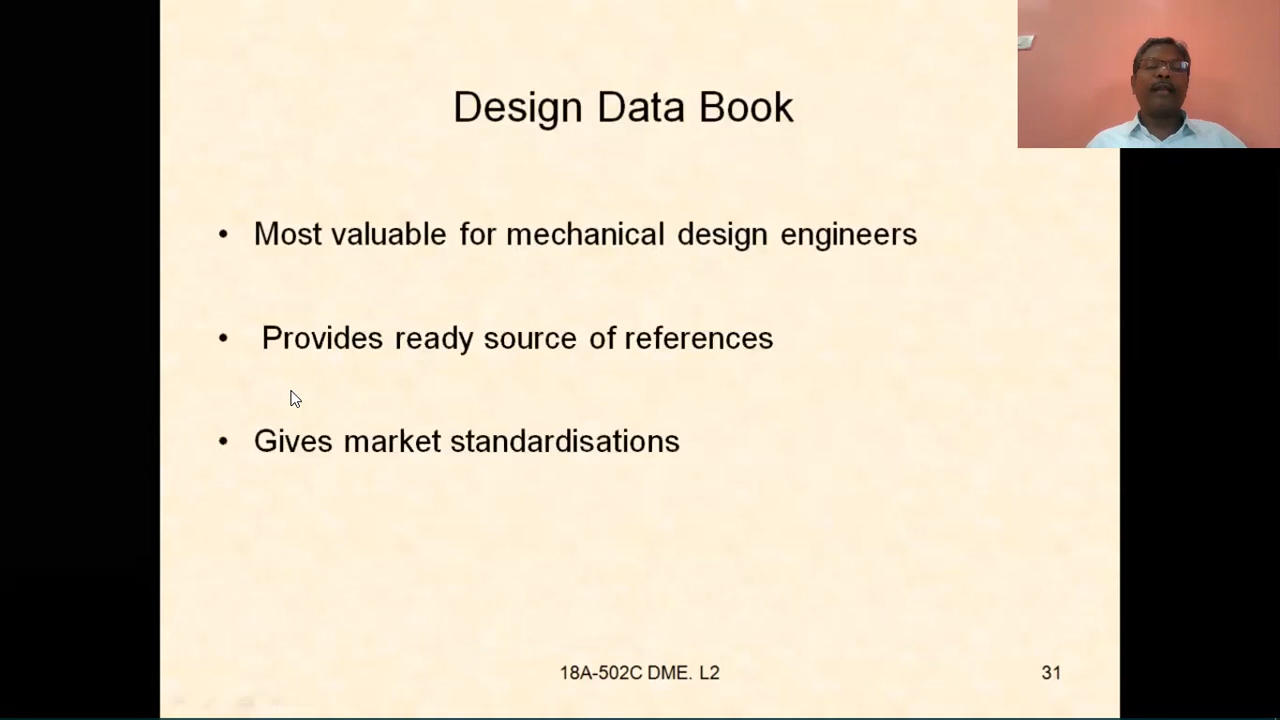 Design Data Book
• Most valuable for mechanical design engineers
• Provides ready source of references
• Gives market standardisations
18A-502C DME. L2
31